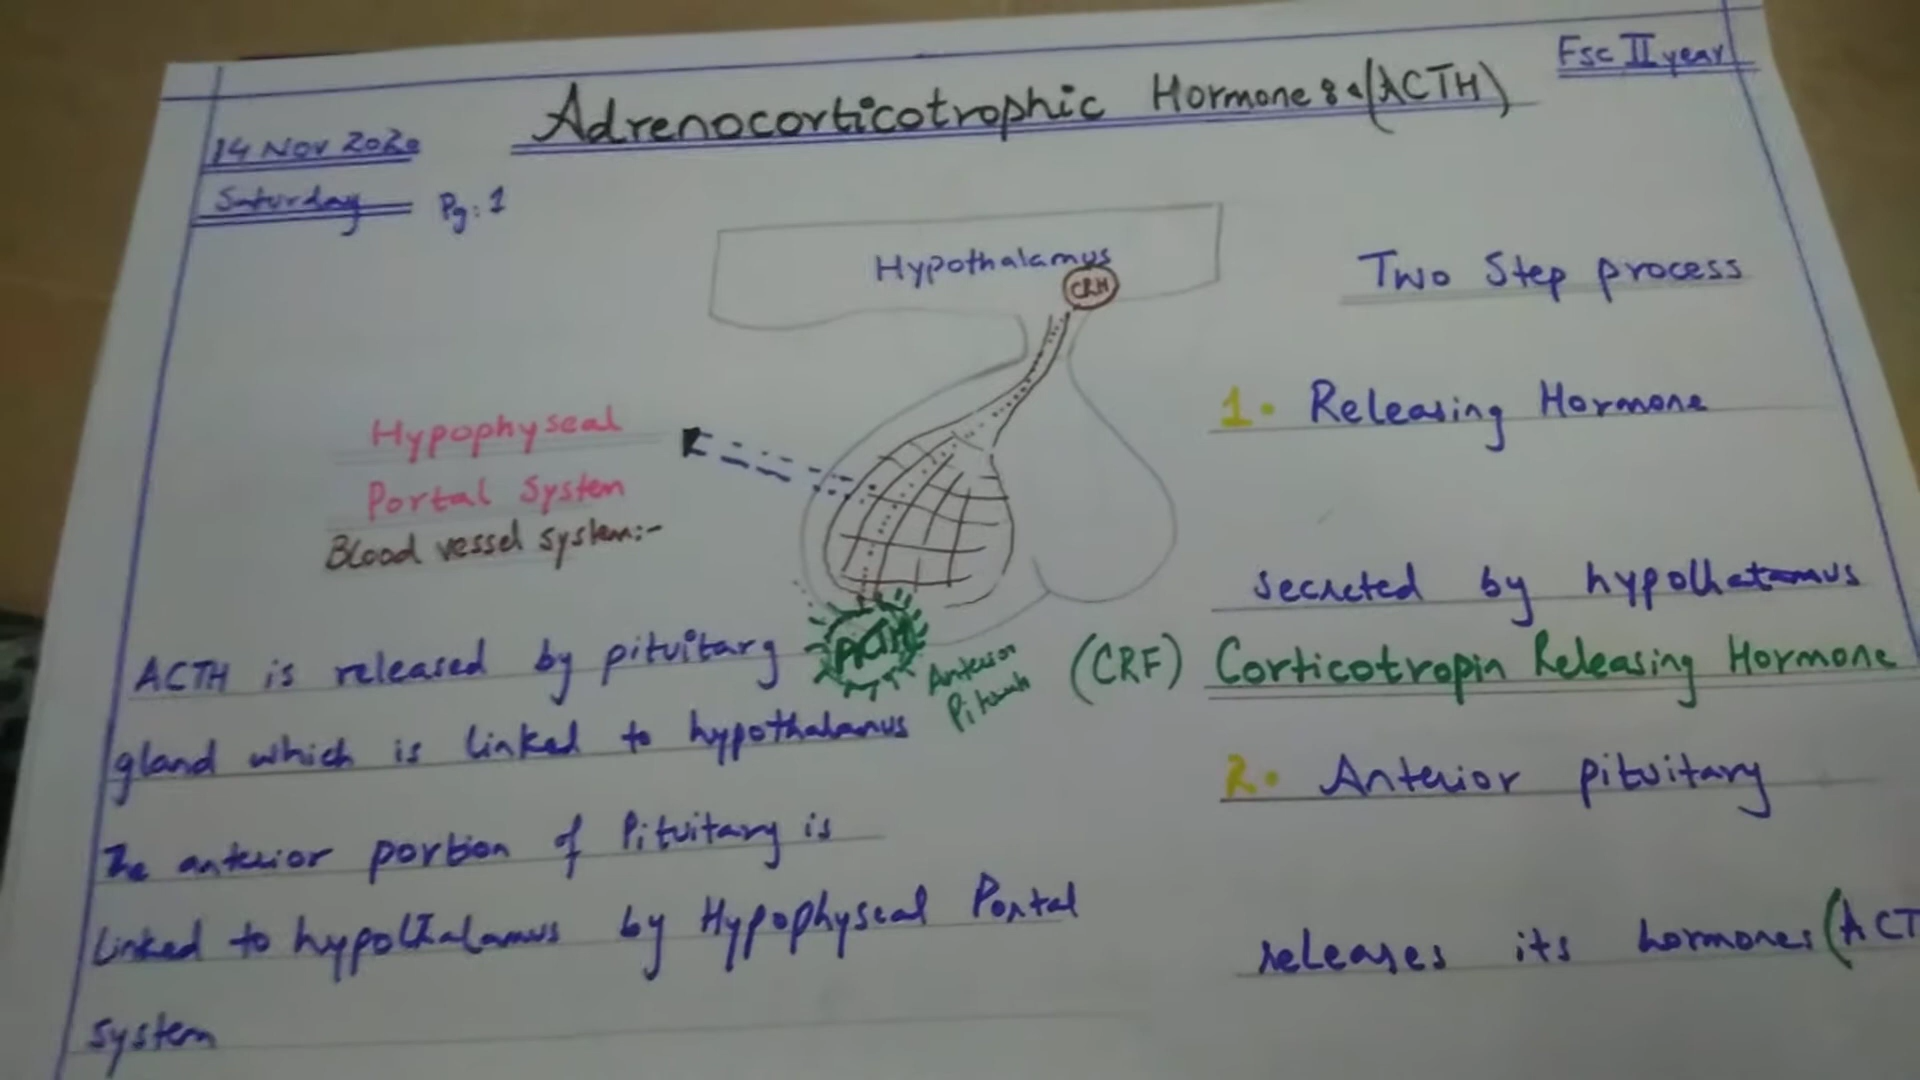 Fsc II year
Adrenocorticotrophic Hormone :- (ACTH)
14 Nov 2020
Saturday Pg: 1
Hypothalamus
CRH
Two Step process
Hypophyseal
Portal System
Blood vessel system:-
1. Releasing Hormone
secreted by hypothatamus
(CRF) Corticotropin Releasing Hormone
2. Anterior pituitary
releases its hormones (ACT
ACTH
Anterior
ACTH is released by pituitary
gland which is linked to hypothalamus
The anterior portion of Pituitary is
linked to hypothalamus by Hypophyseal Portal
system